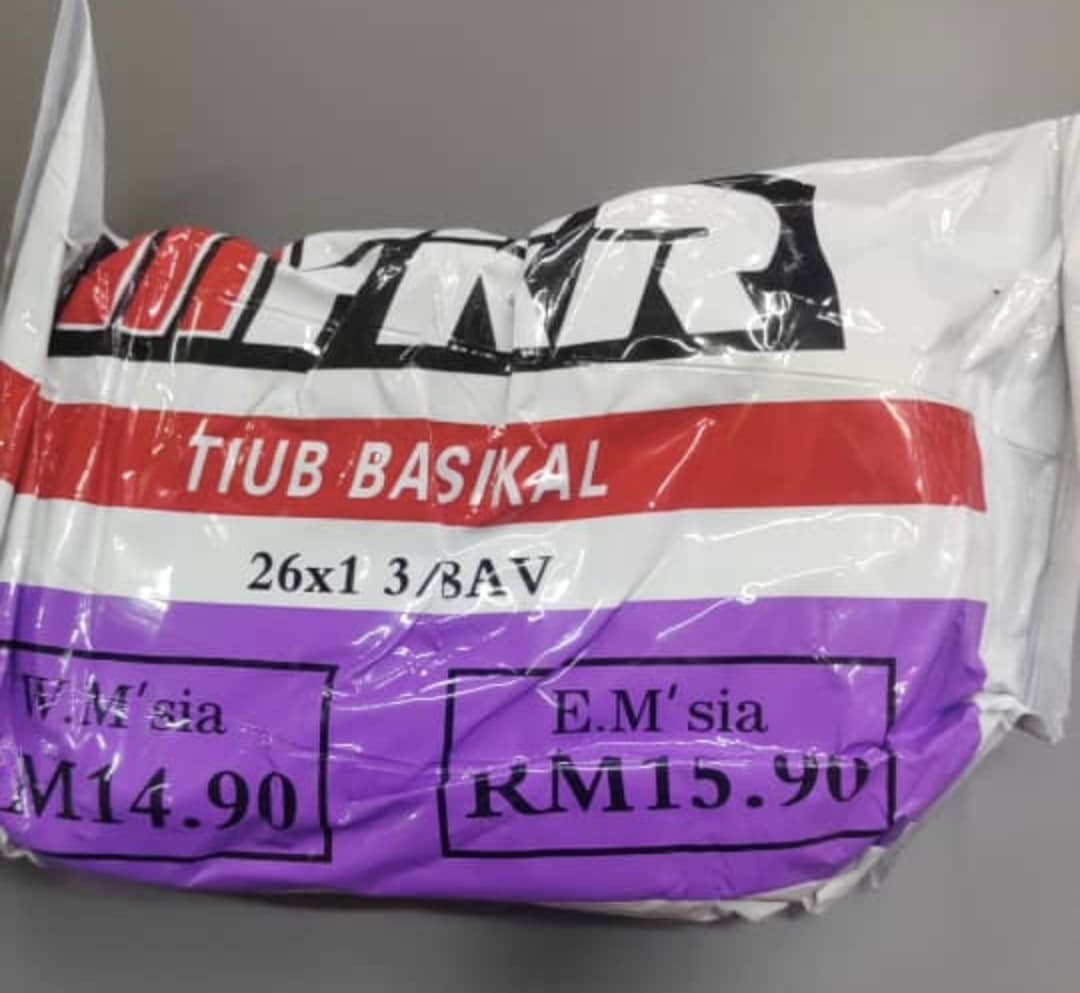 TIUB BASIKAL
26x1 3/8AV
W.M'sia
M14.90
E.M'sia
RM15.90